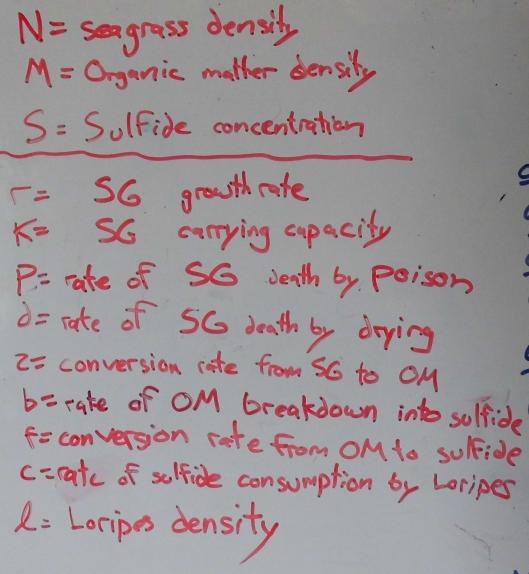 N= seagrass density
M= Organic matter density
S= Sulfide concentration
r= SG growth rate
K= SG carrying capacity
P= rate of SG death by poison
d= rate of SG death by drying
z= conversion rate from SG to OM
b= rate of OM breakdown into sulfide
f= conversion rate from OM to sulfide
c= rate of sulfide consumption by Loripes
l= Loripes density